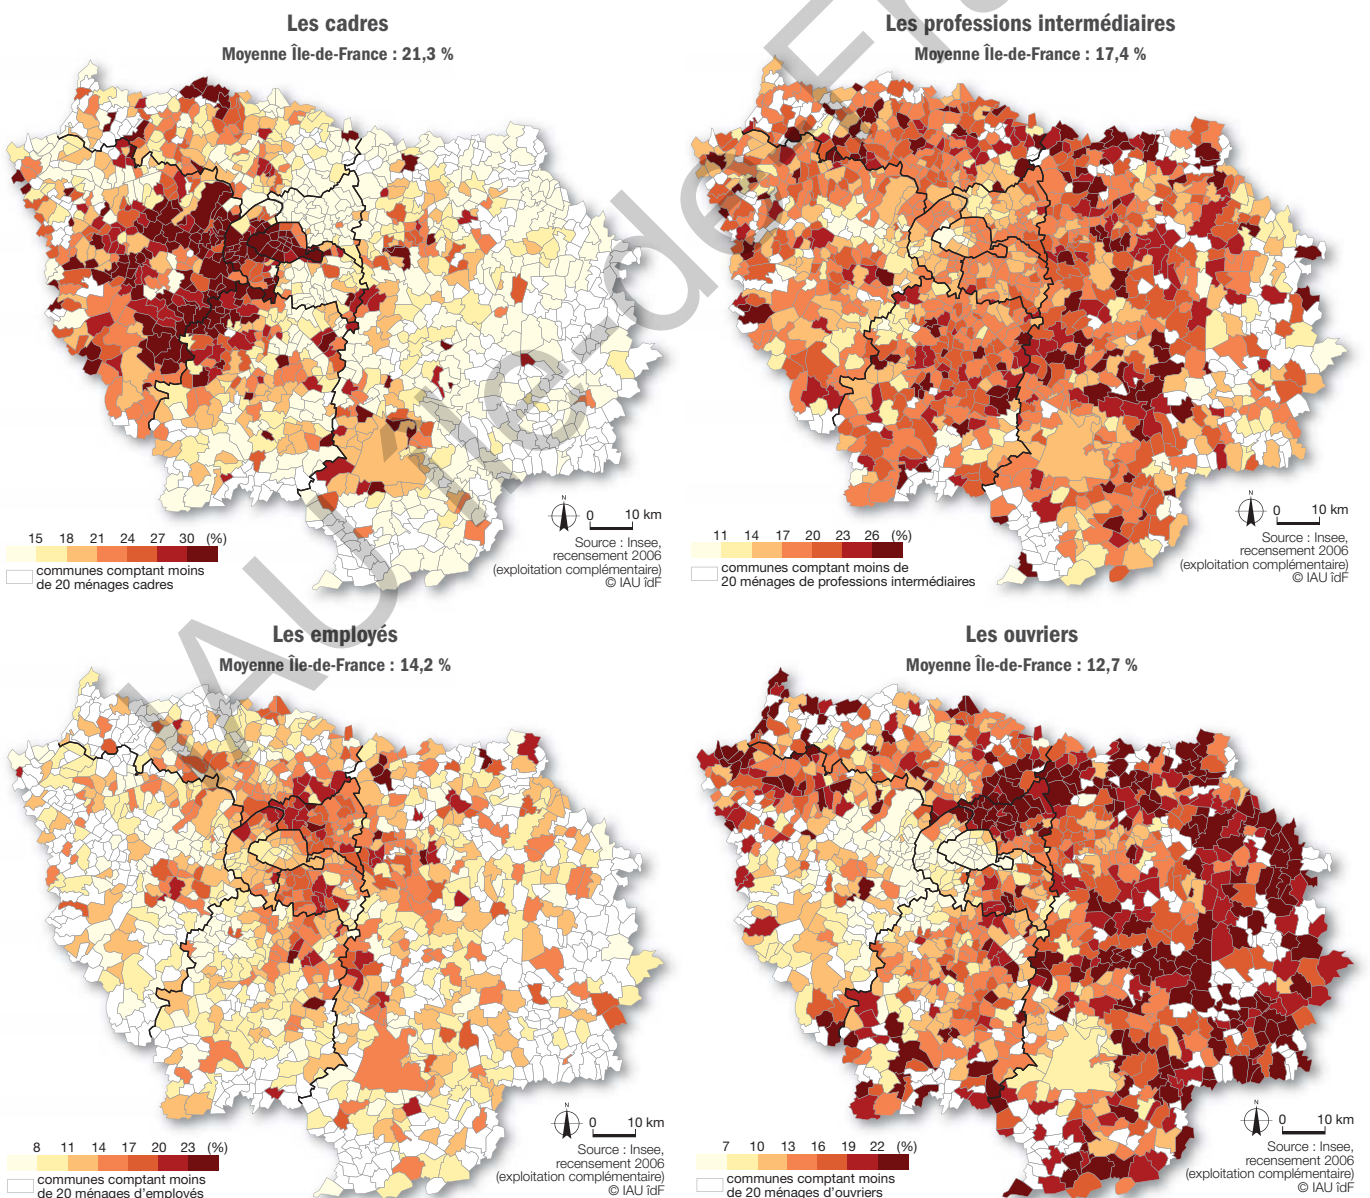 Les cadres
Moyenne Île-de-France : 21,3 %
N
0 10 km
15 18 21 24 27 30 (%)
communes comptant moins
de 20 ménages cadres
Source : Insee,
recensement 2006
(exploitation complémentaire)
© IAU îdF
Les professions intermédiaires
Moyenne Île-de-France : 17,4 %
N
0 10 km
11 14 17 20 23 26 (%)
communes comptant moins de
20 ménages de professions intermédiaires
Source : Insee,
recensement 2006
(exploitation complémentaire)
© IAU îdF
Les employés
Moyenne Île-de-France : 14,2 %
N
0 10 km
8 11 14 17 20 23 (%)
communes comptant moins
de 20 ménages d'employés
Source : Insee,
recensement 2006
(exploitation complémentaire)
© IAU îdF
Les ouvriers
Moyenne Île-de-France : 12,7 %
N
0 10 km
7 10 13 16 19 22 (%)
communes comptant moins
de 20 ménages d'ouvriers
Source : Insee,
recensement 2006
(exploitation complémentaire)
© IAU îdF
IAU île-de-Fr